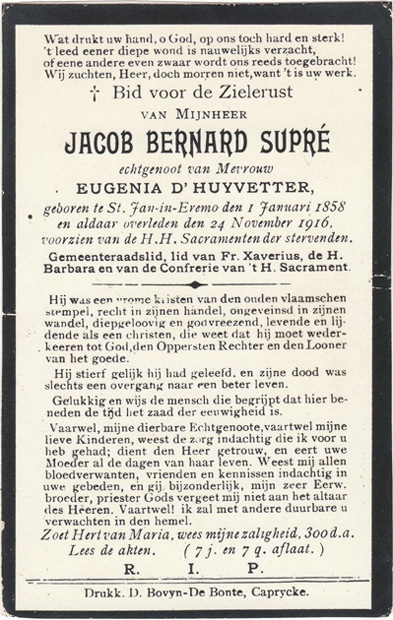 Wat drukt uw hand, o God, op ons toch hard en sterk!
't leed eener diepe wond is nauwelijks verzacht,
of eene andere even zwaar wordt ons reeds toegebracht!
Wij zuchten, Heer, doch morren niet, want 't is uw werk.
† Bid voor de Zielerust
VAN MIJNHEER
JACOB BERNARD SUPRÉ
echtgenoot van Mevrouw
EUGENIA D'HUYVETTER,
geboren te St. Jan-in-Eremo den 1 Januari 1858
en aldaar overleden den 24 November 1916,
voorzien van de H.H. Sacramenten der stervenden.
Gemeenteraadslid, lid van Fr. Xaverius, de H.
Barbara en van de Confrerie van 't H. Sacrament.
Hij was een vrome kristen van den ouden vlaamschen
stempel, recht in zijnen handel, ongeveinsd in zijnen
wandel, diepgeloovig en godvreezend, levende en lij-
dende als een christen, die weet dat hij moet weder-
keeren tot God, den Oppersten Rechter en den Looner
van het goede.
Hij stierf gelijk hij had geleefd, en zijne dood was
slechts een overgang naar een beter leven.
Gelukkig en wijs de mensch die begrijpt dat hier be-
neden de tijd het zaad der eeuwigheid is.
Vaarwel, mijne dierbare Echtgenoote, vaartwel mijne
lieve Kinderen, weest de zorg indachtig die ik voor u
heb gehad; dient den Heer getrouw, en eert uwe
Moeder al de dagen van haar leven. Weest mij allen
bloedverwanten, vrienden en kennissen indachtig in
uwe gebeden, en gij bijzonderlijk, mijn zeer Eerw.
broeder, priester Gods vergeet mij niet aan het altaar
des Heeren. Vaartwel! ik zal met andere duurbare u
verwachten in den hemel.
Zoet Hert van Maria, wees mijne zaligheid, 300 d.a.
Lees de akten. (7 j. en 7 q. aflaat.)
R. I. P.
Drukk. D. Bovyn-De Bonte, Caprycke.